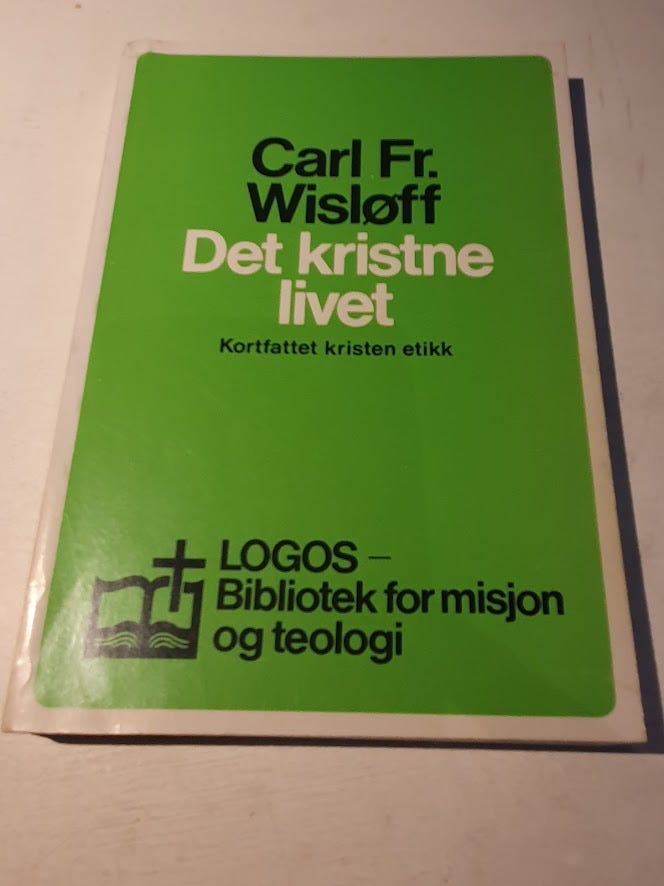 Carl Fr.
Wisløff
Det kristne
livet
Kortfattet kristen etikk
LOGOS –
Bibliotek for misjon
og teologi